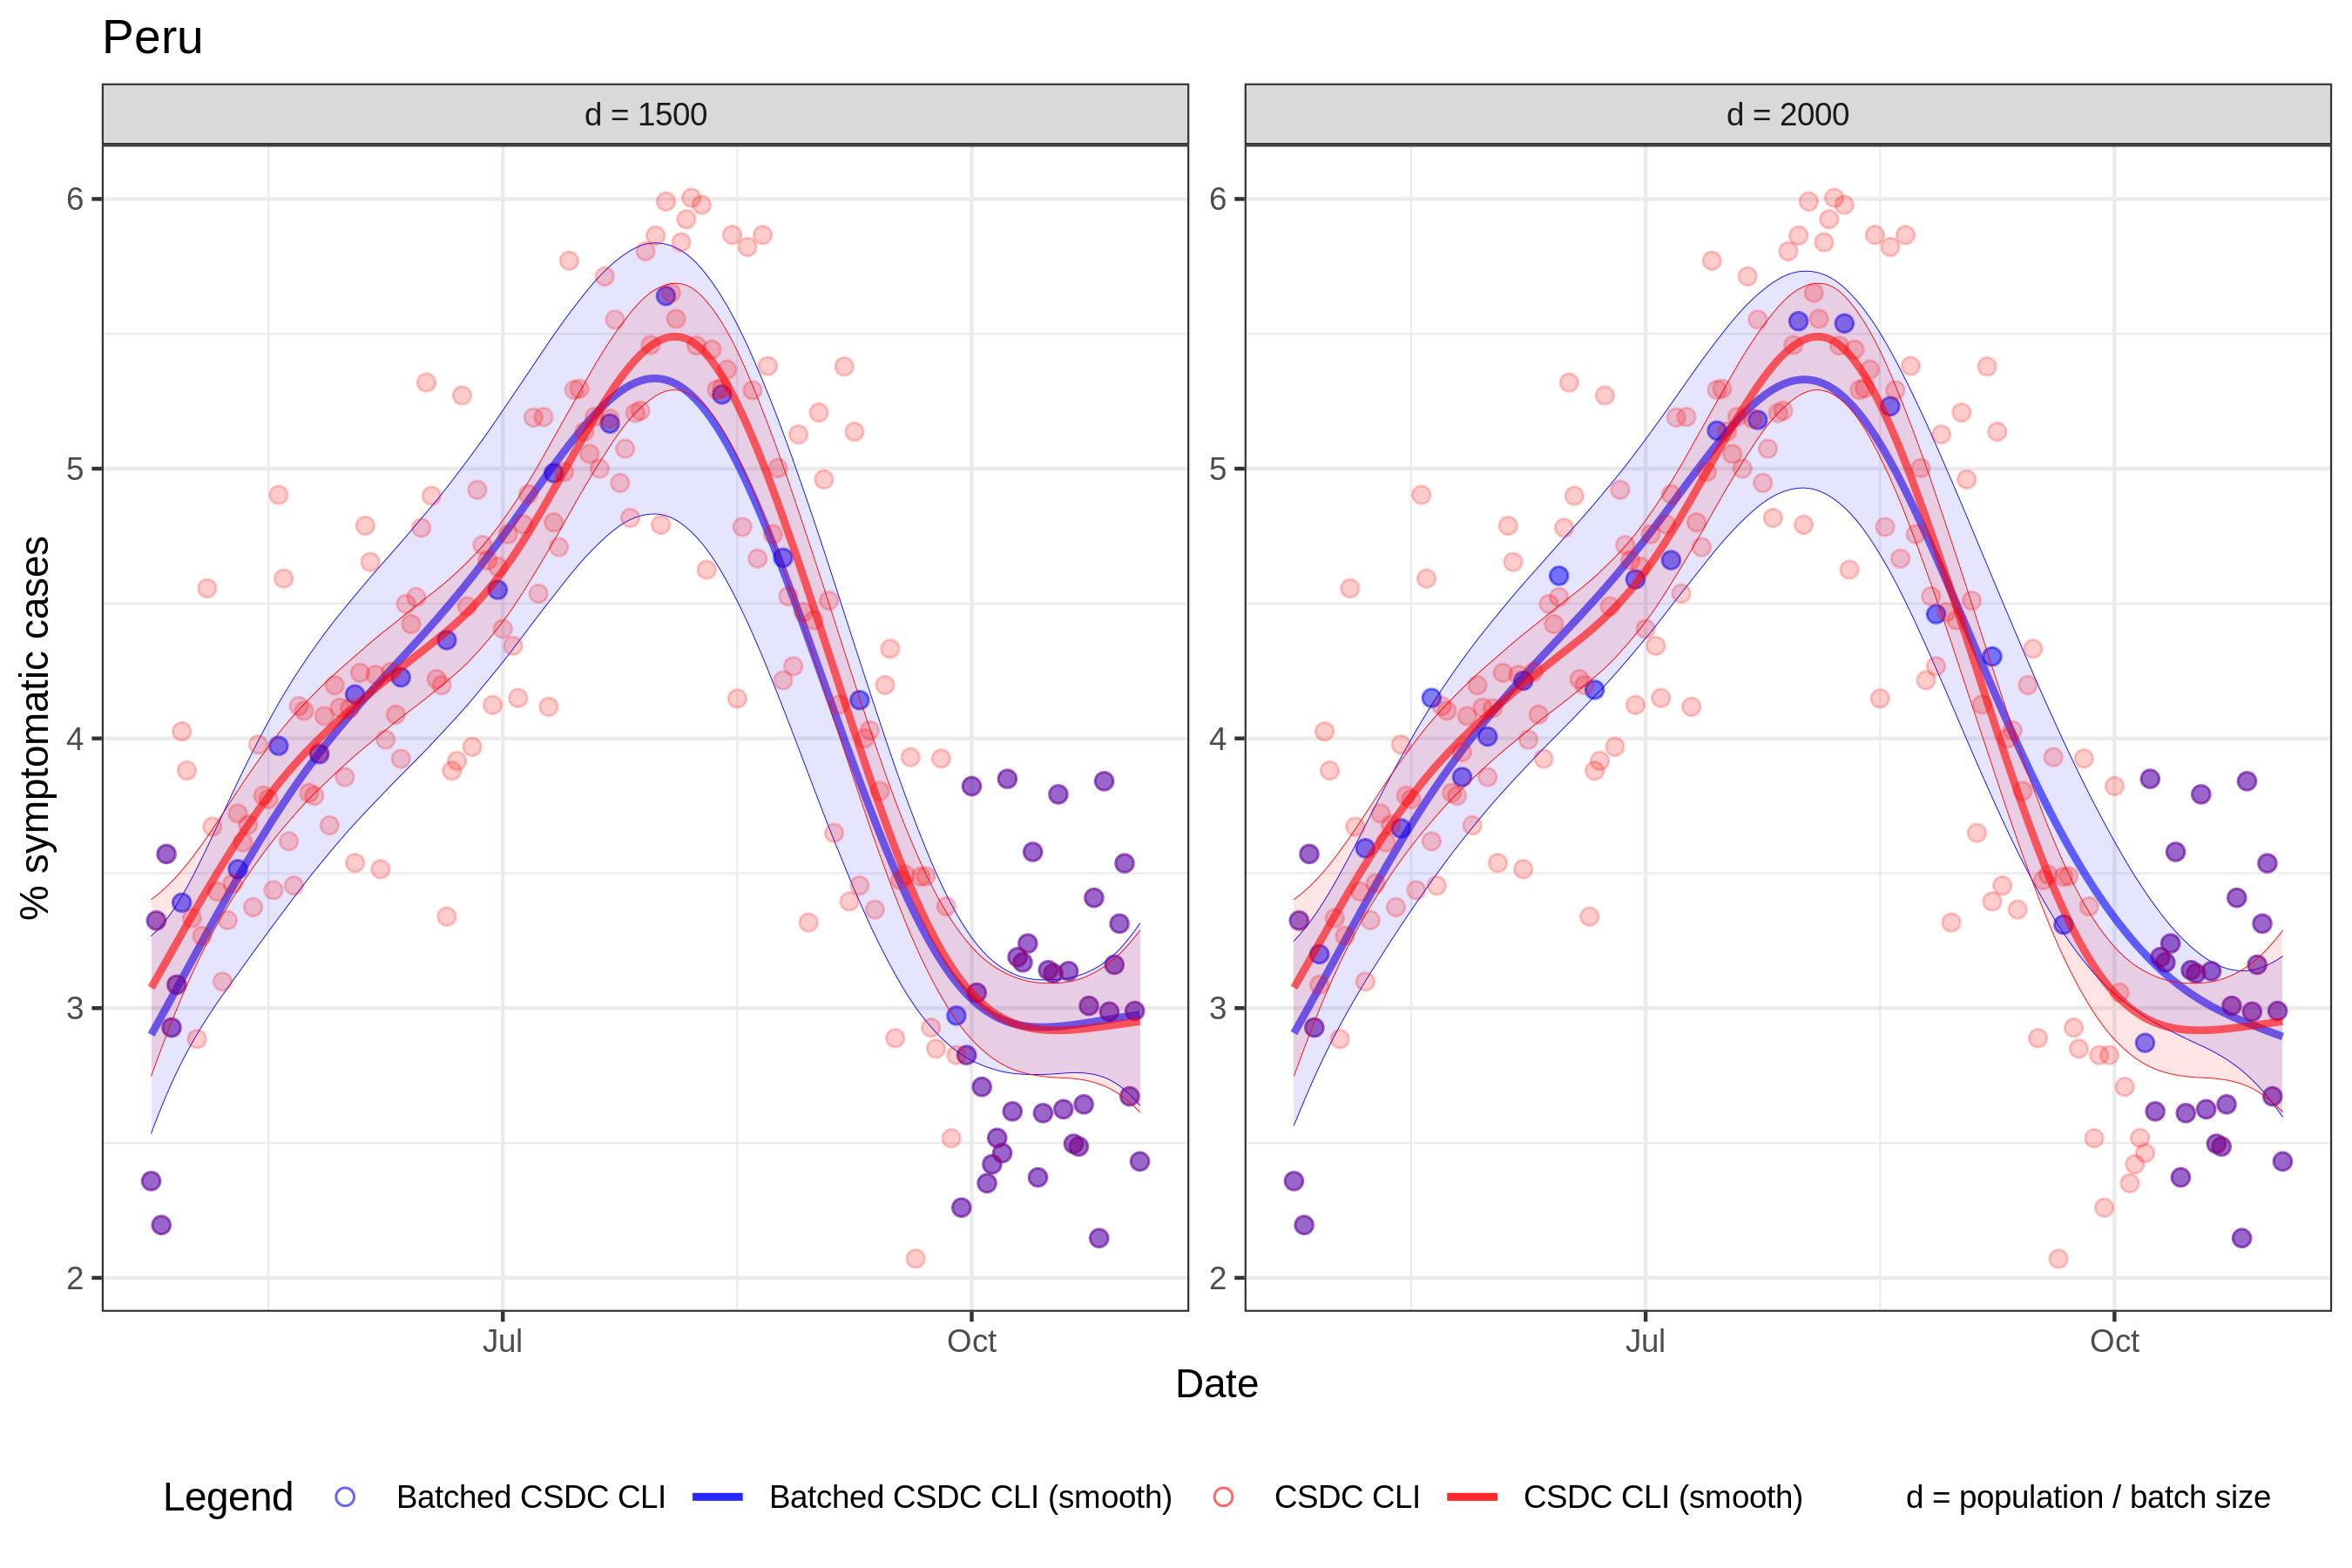 Peru
d = 1500
d = 2000
% symptomatic cases
6
5
4
3
2
6
5
4
3
2
Jul
Oct
Jul
Oct
Date
Legend
Batched CSDC CLI
Batched CSDC CLI (smooth)
CSDC CLI
CSDC CLI (smooth)
d = population / batch size